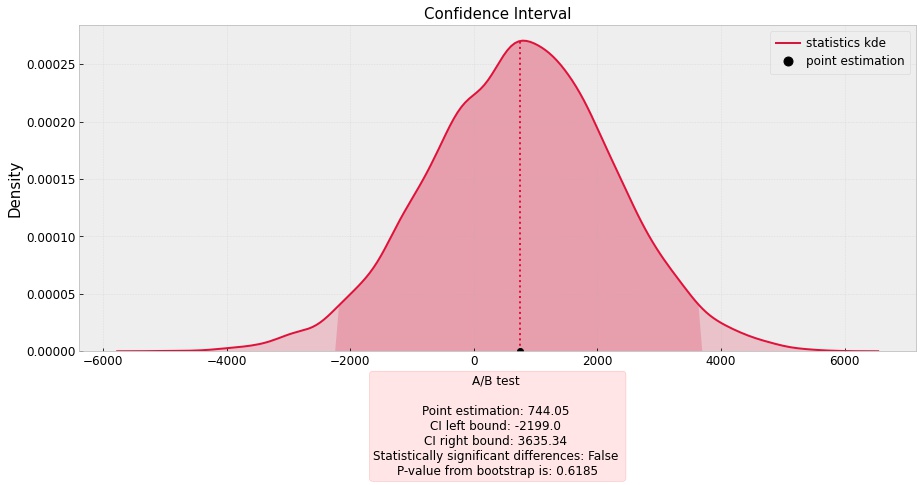 Confidence Interval
statistics kde
point estimation
Density
0.00025
0.00020
0.00015
0.00010
0.00005
0.00000
−6000
−4000
−2000
0
2000
4000
6000
A/B test
Point estimation: 744.05
CI left bound: -2199.0
CI right bound: 3635.34
Statistically significant differences: False
P-value from bootstrap is: 0.6185